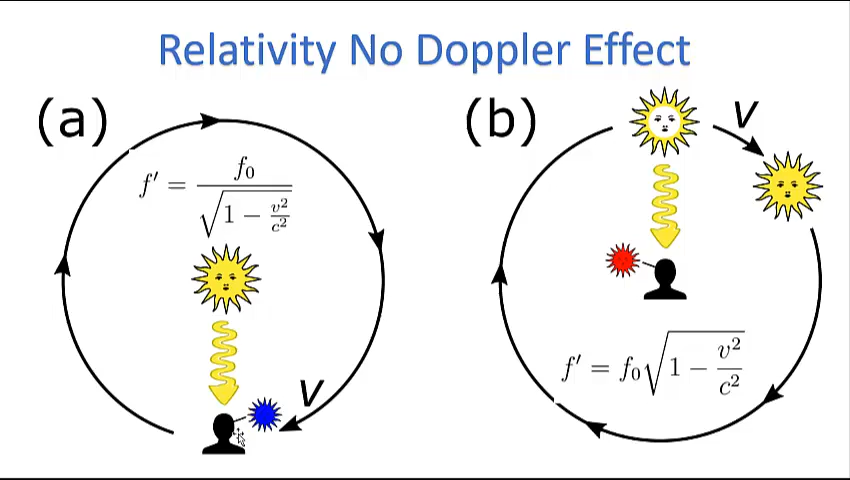 Relativity No Doppler Effect
(a)
f′ = f₀ / √(1 − v²/c²)
v
(b)
v
f′ = f₀ √(1 − v²/c²)